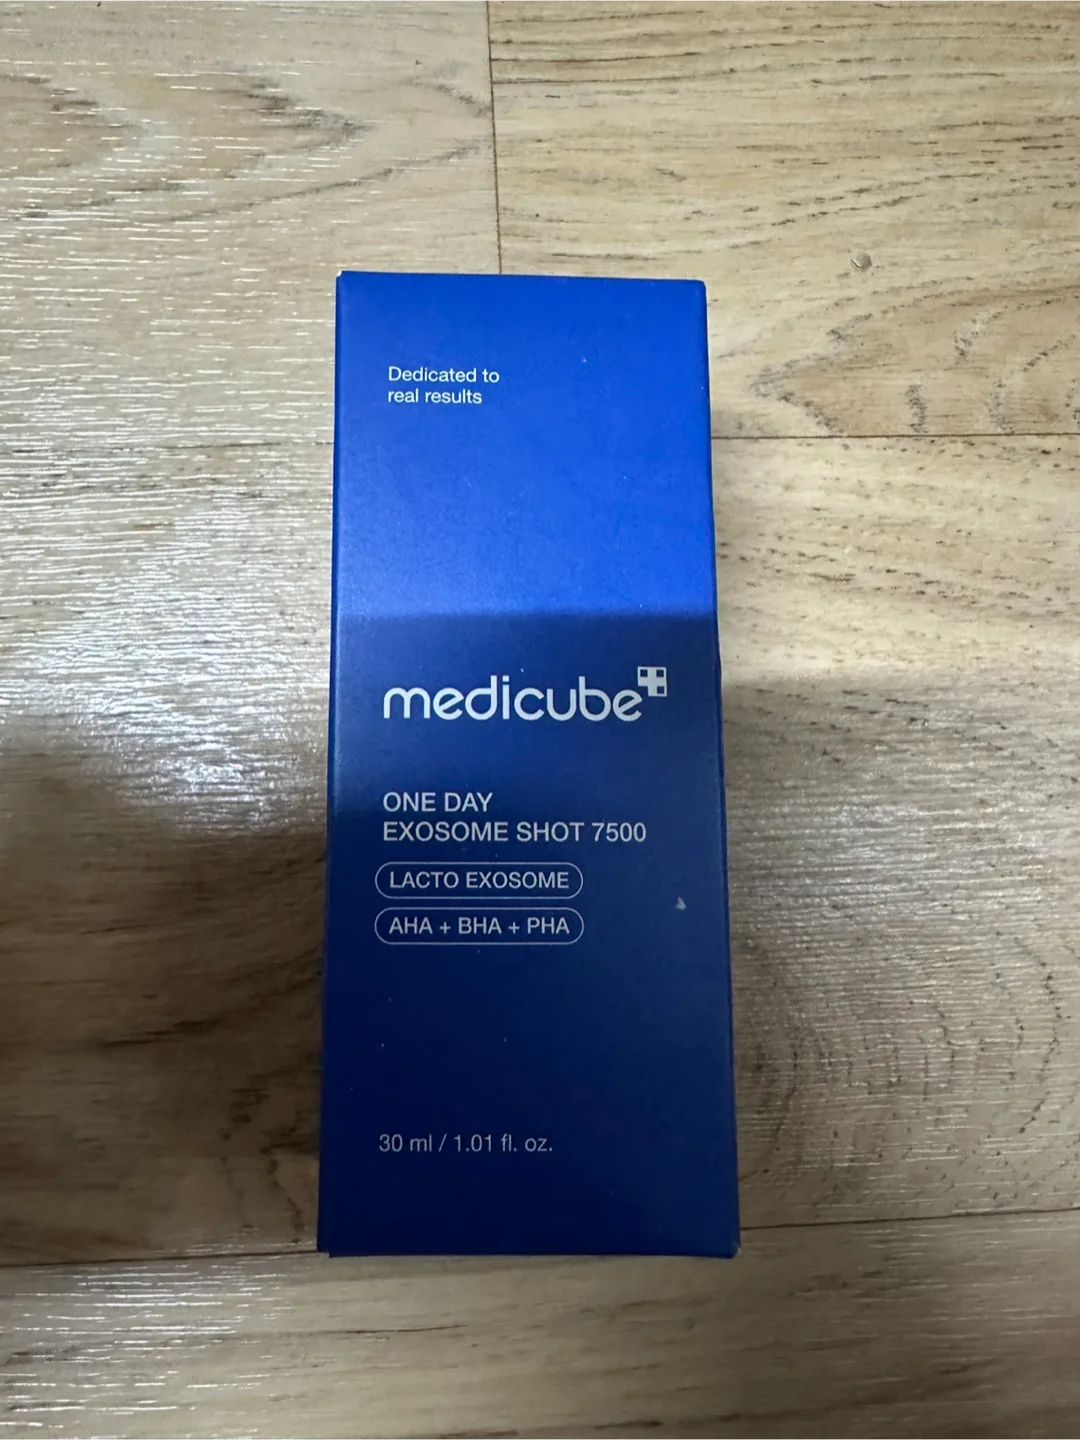 Dedicated to
real results
medicube
ONE DAY
EXOSOME SHOT 7500
LACTO EXOSOME
AHA + BHA + PHA
30 ml / 1.01 fl. oz.